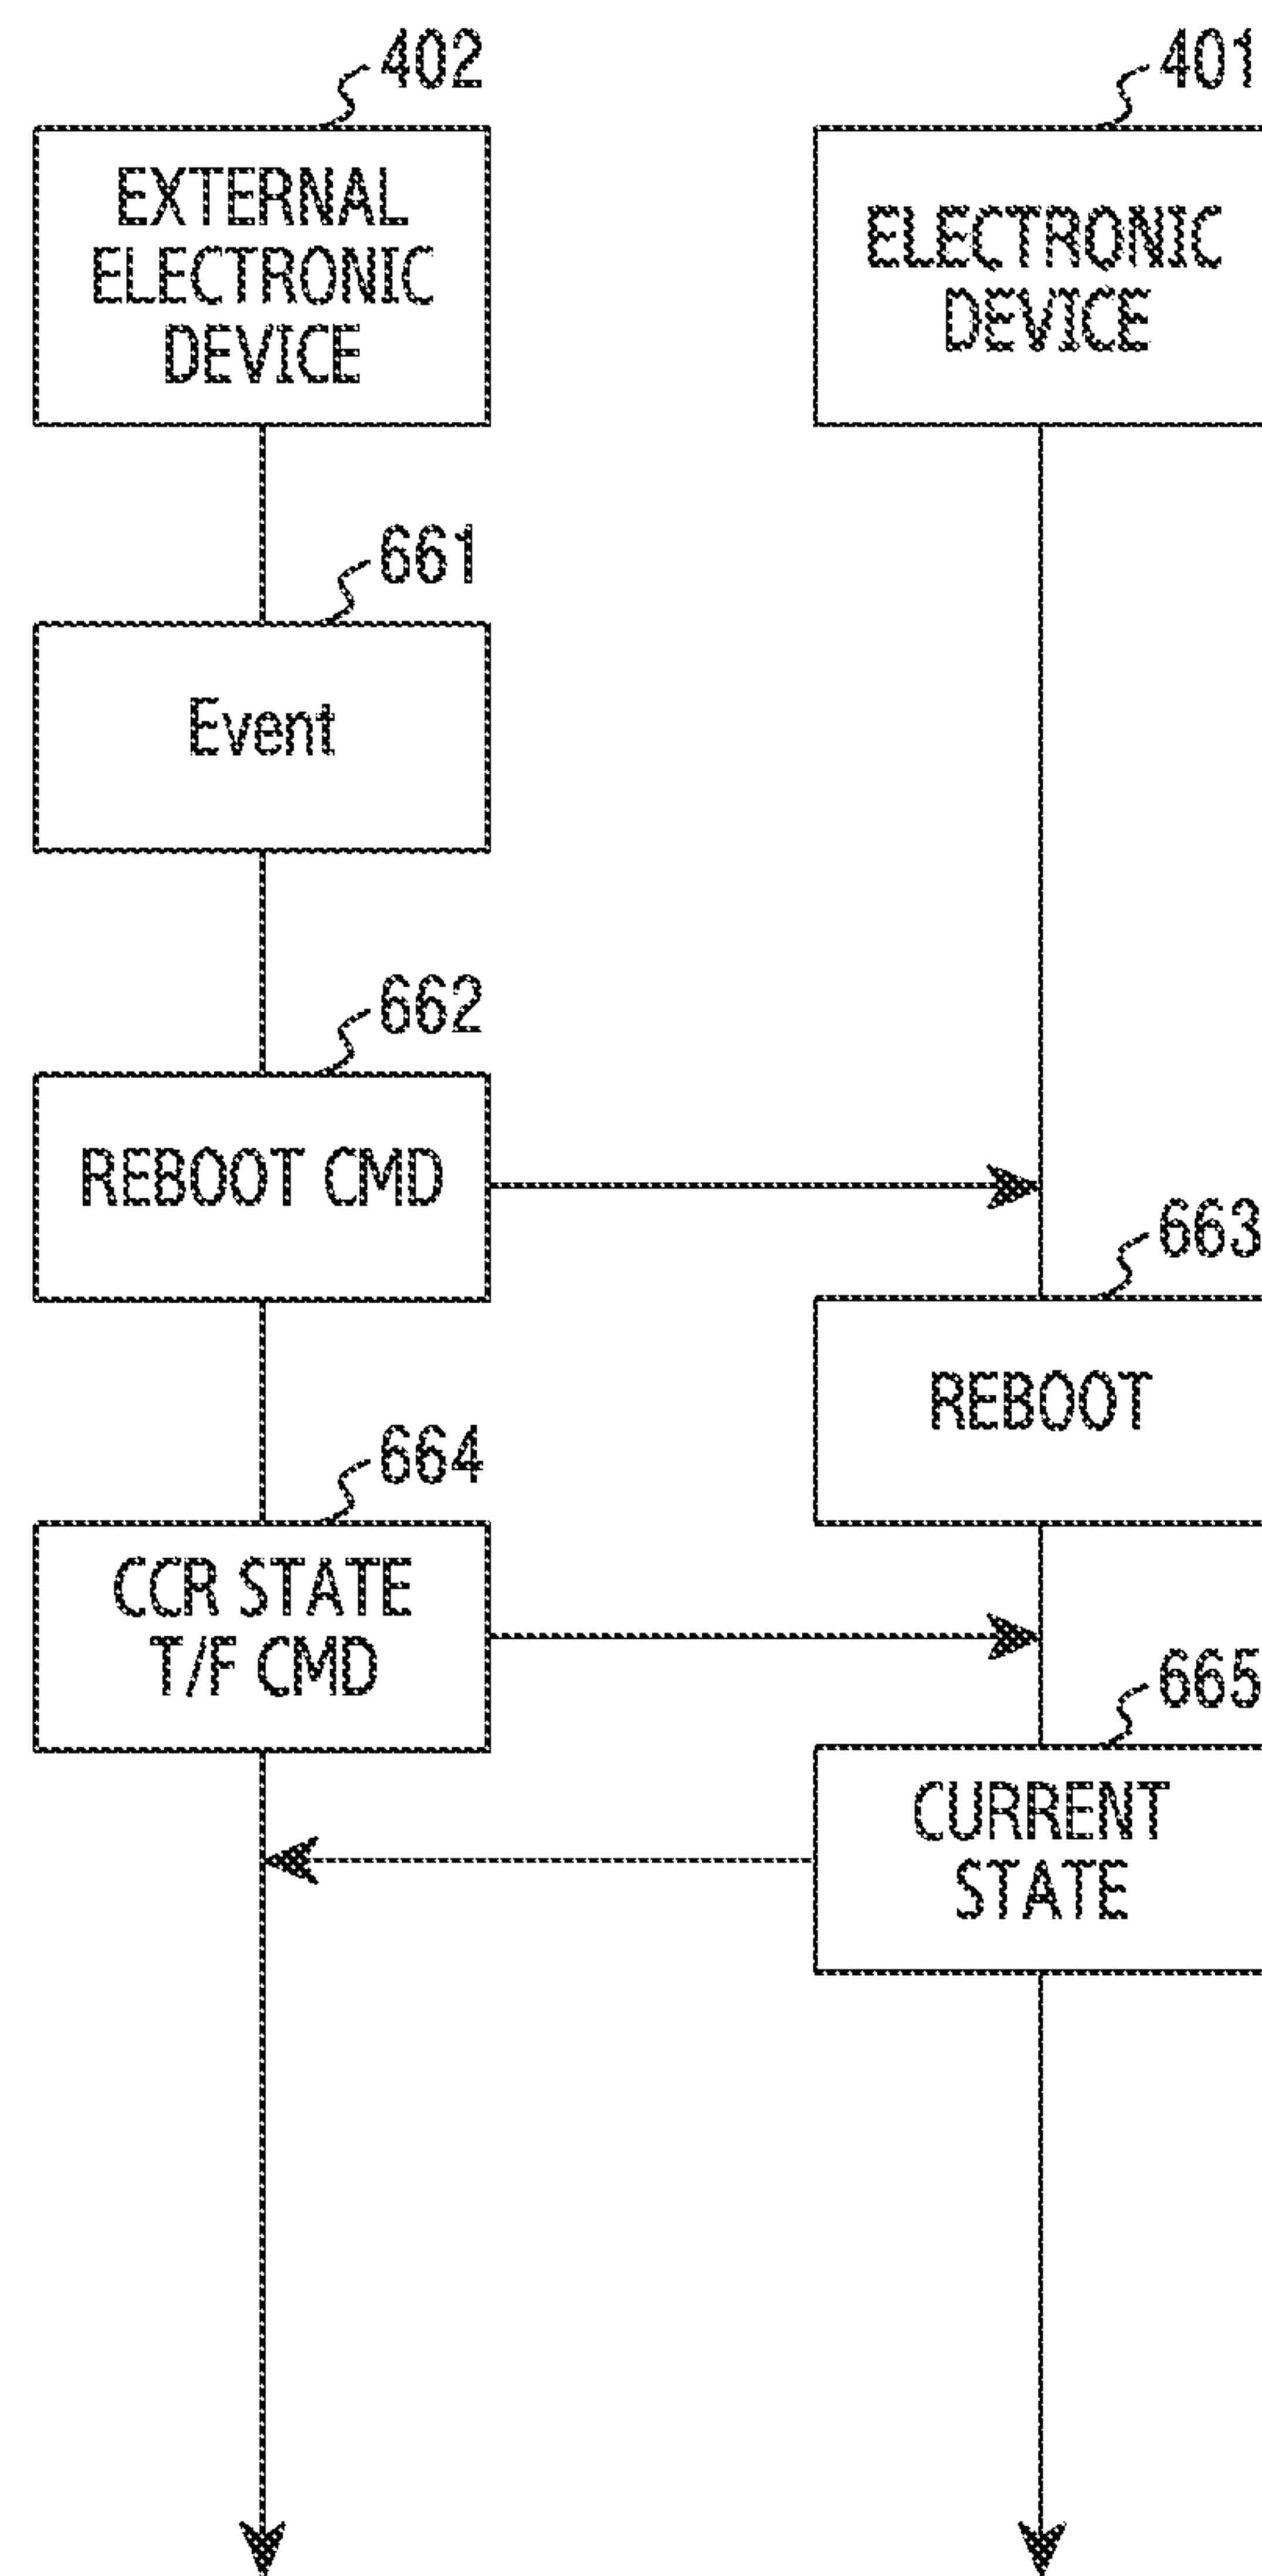 402
401
EXTERNAL
ELECTRONIC
DEVICE
ELECTRONIC
DEVICE
661
Event
662
REBOOT CMD
663
REBOOT
664
CCR STATE
T/F CMD
665
CURRENT
STATE